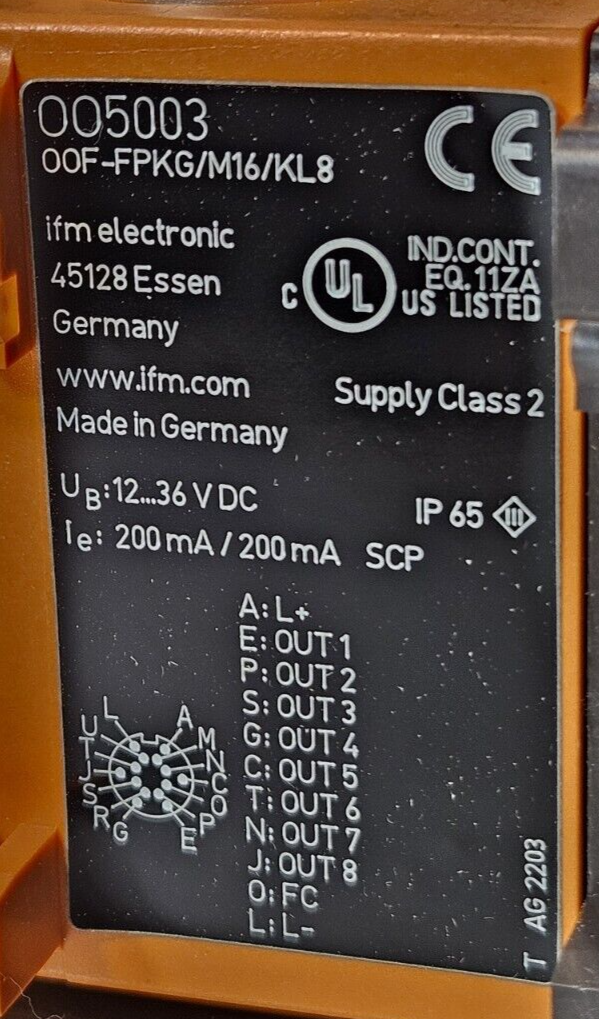 OO5003
OOF-FPKG/M16/KL8
CE
ifm electronic
45128 Essen
Germany
www.ifm.com
Made in Germany
c UL US LISTED
IND.CONT.
EQ. 11ZA
Supply Class 2
UB: 12...36 V DC
IP 65 III
Ie: 200 mA / 200 mA SCP
A: L+
E: OUT 1
P: OUT 2
S: OUT 3
G: OUT 4
C: OUT 5
T: OUT 6
N: OUT 7
J: OUT 8
O: FC
L: L-
L
A
U
M
T
N
J
C
S
O
R
P
G
E
T AG 2203